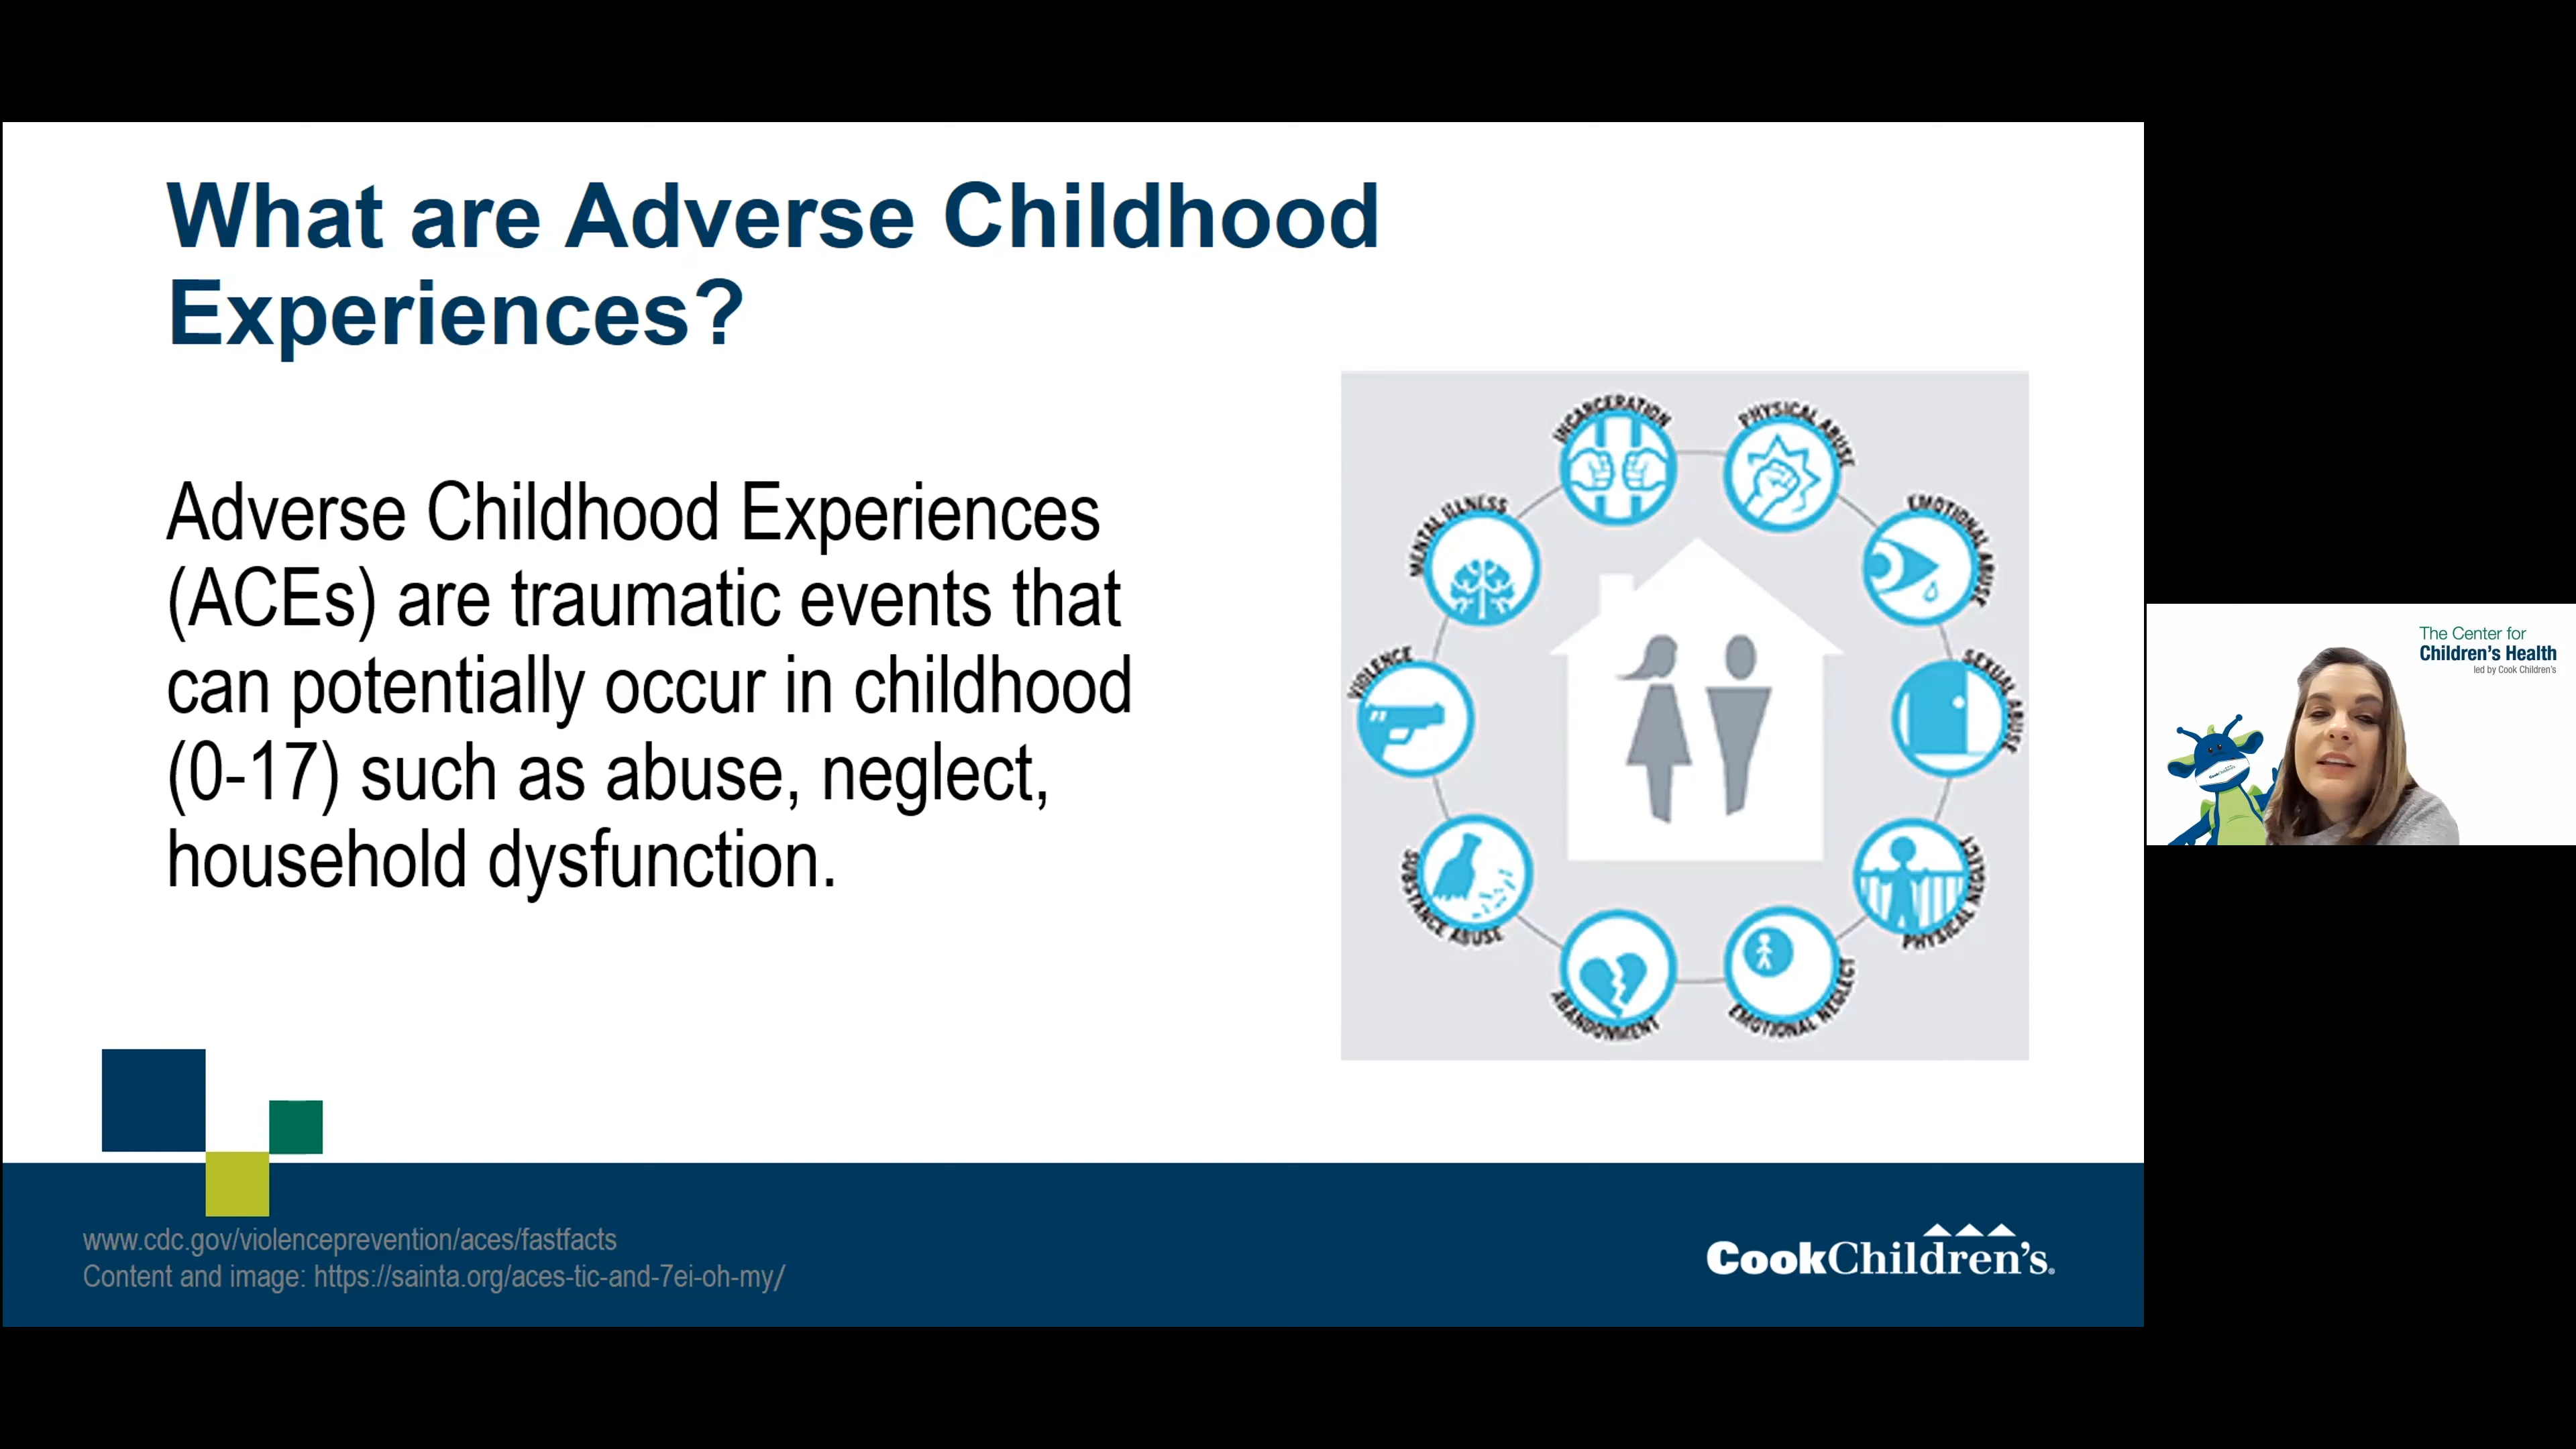 What are Adverse Childhood
Experiences?
Adverse Childhood Experiences
(ACEs) are traumatic events that
can potentially occur in childhood
(0-17) such as abuse, neglect,
household dysfunction.
INCARCERATION
PHYSICAL ABUSE
EMOTIONAL ABUSE
SEXUAL ABUSE
PHYSICAL NEGLECT
EMOTIONAL NEGLECT
ABANDONMENT
SUBSTANCE ABUSE
VIOLENCE
MENTAL ILLNESS
The Center for
Children's Health
led by Cook Children's
www.cdc.gov/violenceprevention/aces/fastfacts
Content and image: https://sainta.org/aces-tic-and-7ei-oh-my/
CookChildren's.